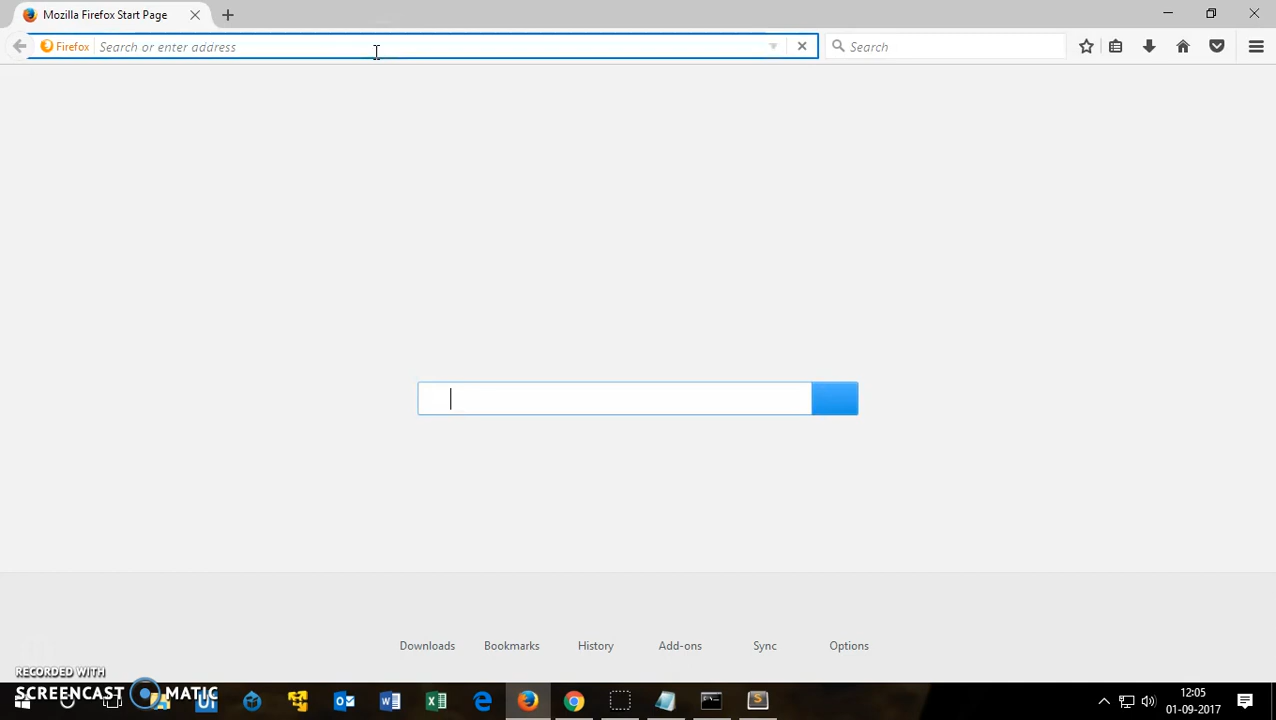 Mozilla Firefox Start Page
Firefox
Search or enter address
Search
Downloads
Bookmarks
History
Add-ons
Sync
Options
RECORDED WITH
SCREENCAST MATIC
12:05
01-09-2017